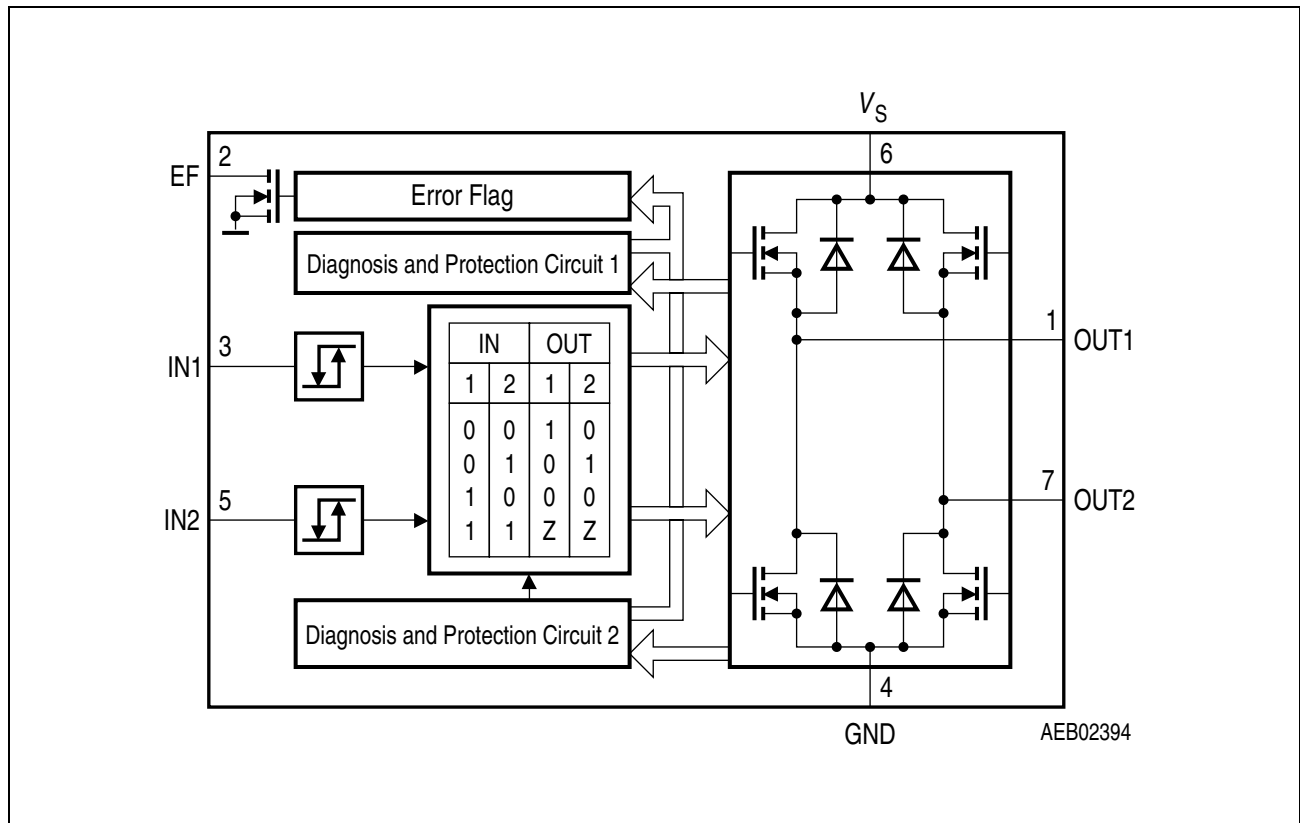 VS
6
2
EF
Error Flag
Diagnosis and Protection Circuit 1
3
IN1
IN OUT
1 2 1 2
0 0 1 0
0 1 0 1
1 0 0 0
1 1 Z Z
1
OUT1
5
IN2
7
OUT2
Diagnosis and Protection Circuit 2
4
GND
AEB02394